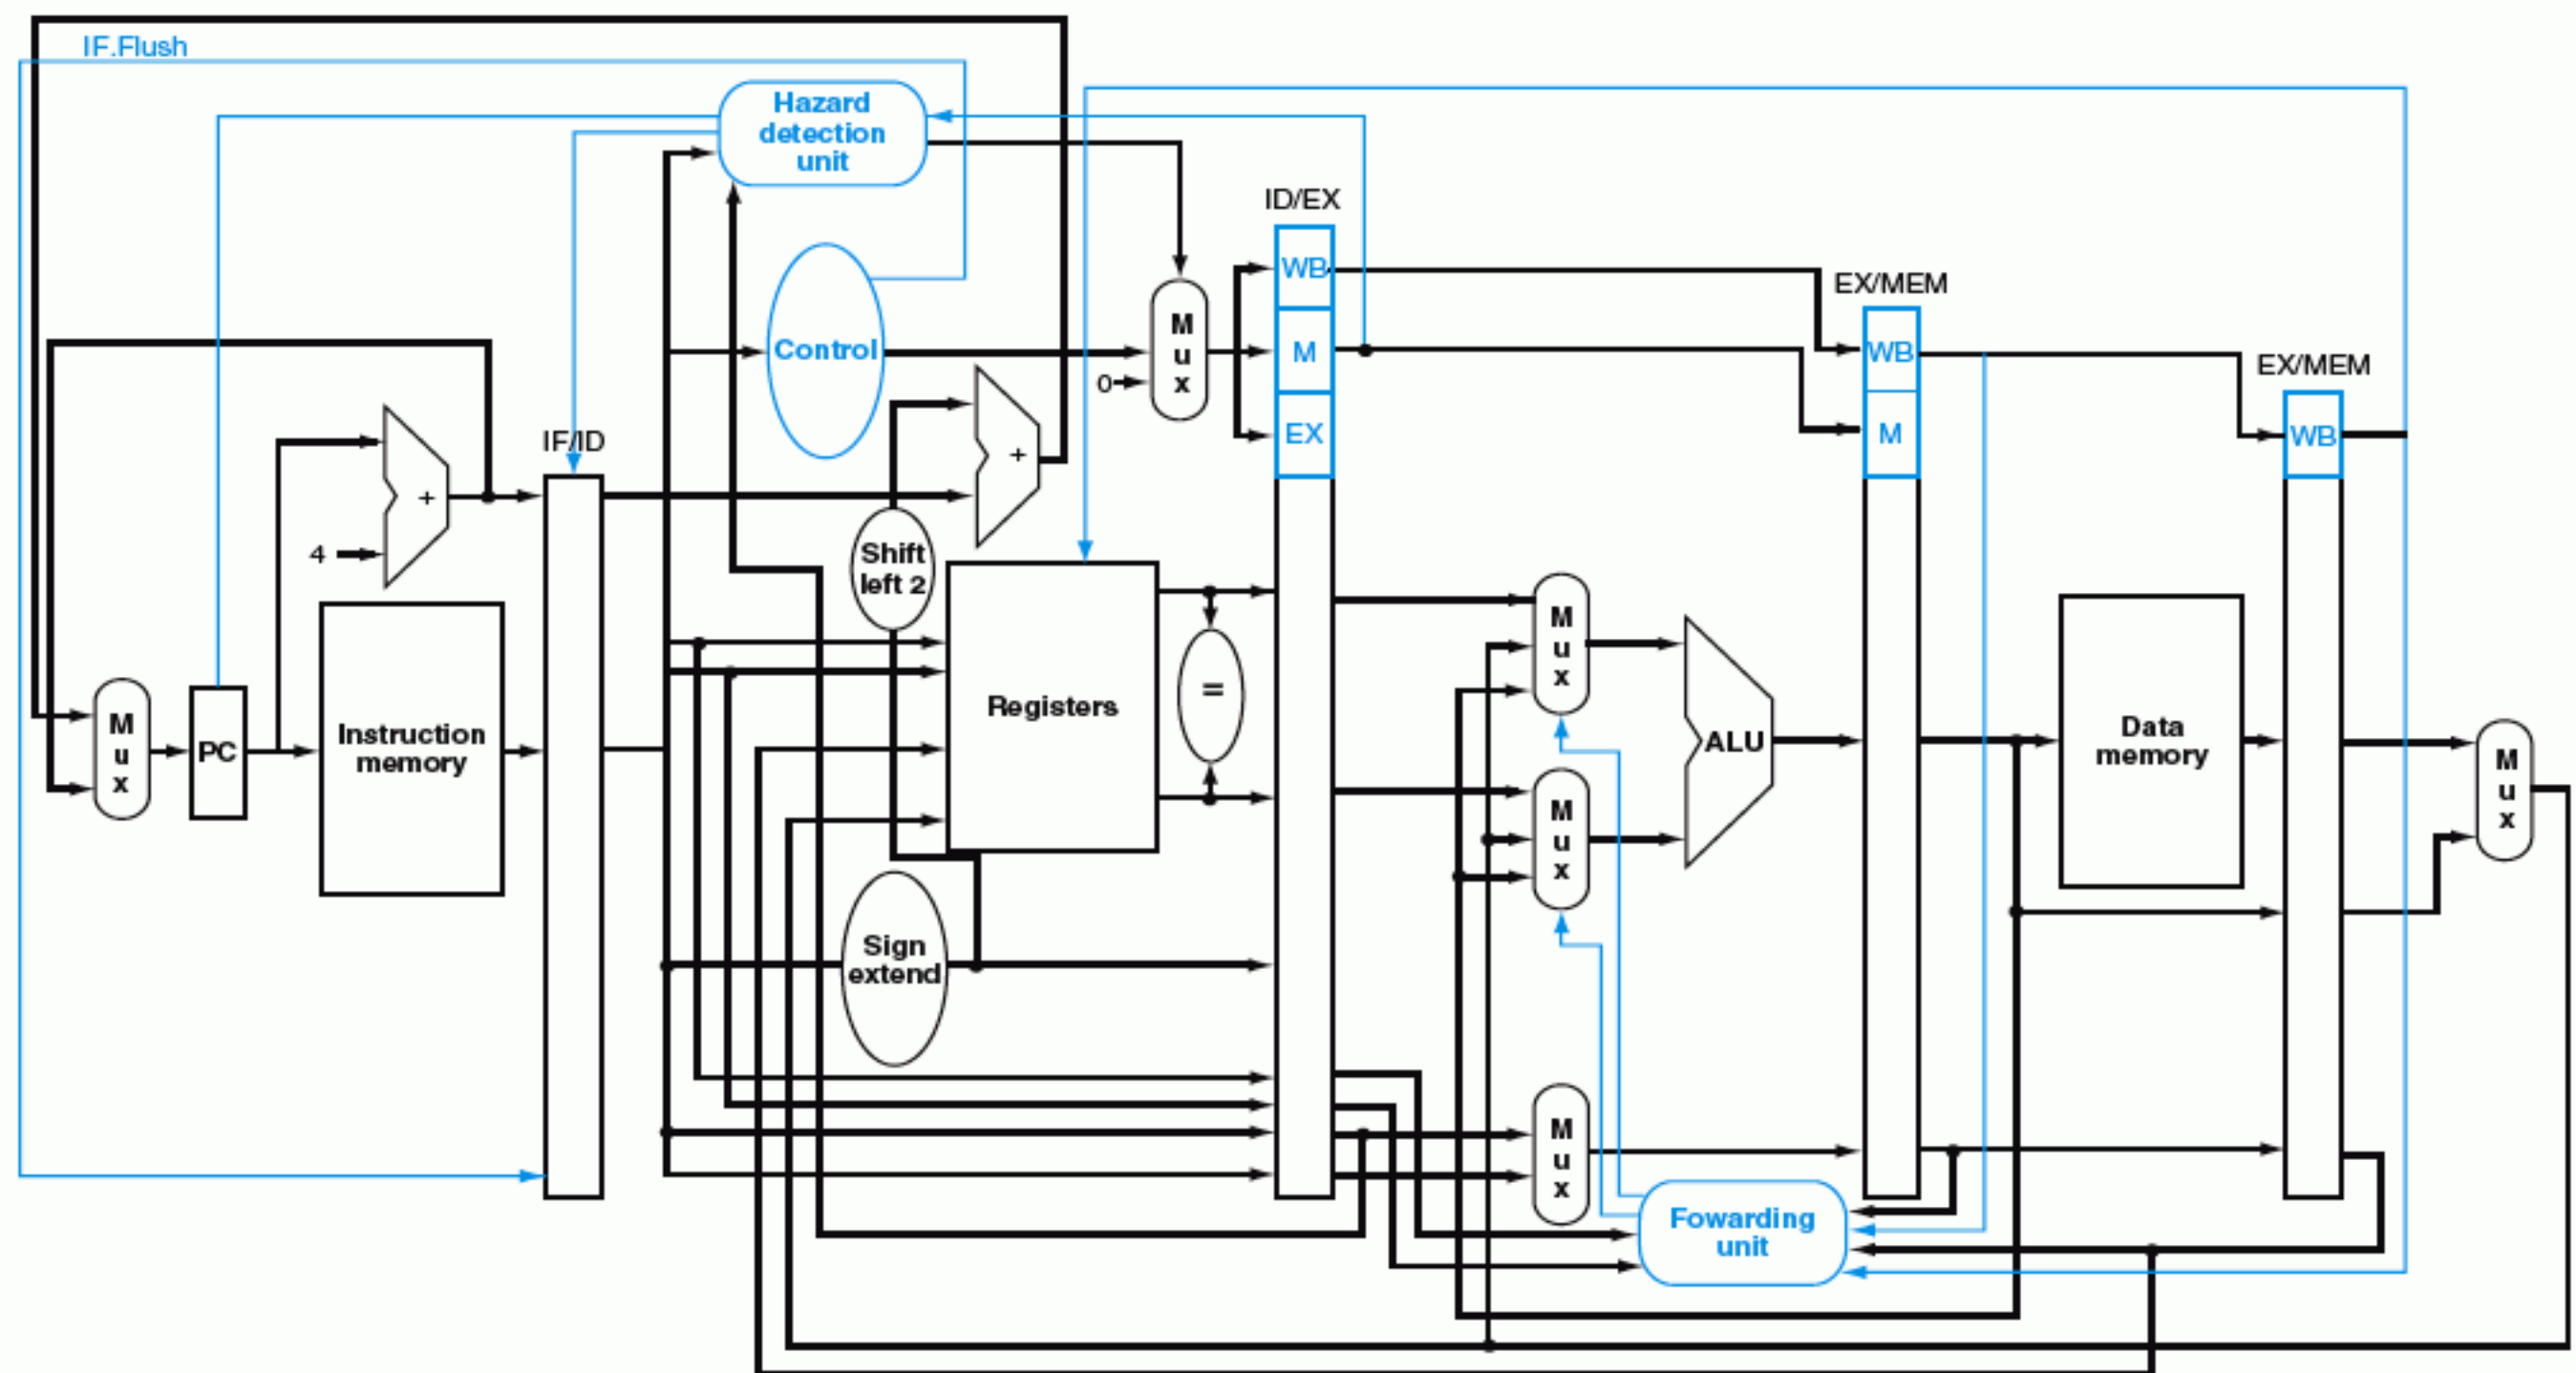 IF.Flush
Hazard
detection
unit
ID/EX
WB
M
EX
EX/MEM
WB
M
EX/MEM
WB
Control
M
u
x
0
IF/ID
+
4
+
Shift
left 2
M
u
x
PC
Instruction
memory
Registers
=
M
u
x
M
u
x
ALU
Data
memory
M
u
x
Sign
extend
M
u
x
Fowarding
unit